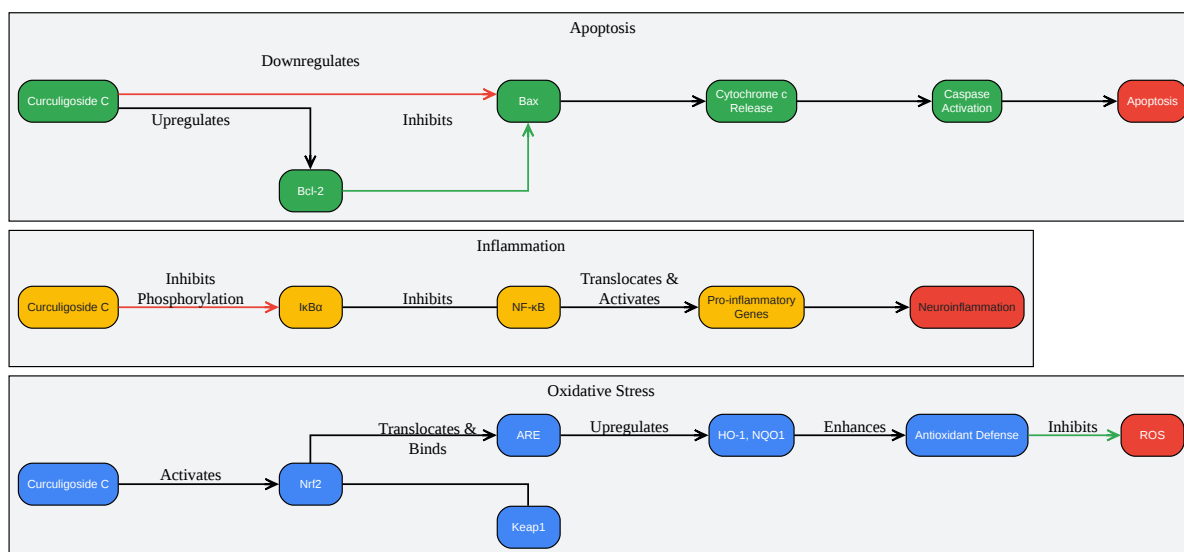 Apoptosis
Downregulates
Curculigoside C
Bax
Cytochrome c
Release
Caspase
Activation
Apoptosis
Upregulates
Inhibits
Bcl-2
Inflammation
Inhibits
Phosphorylation
Translocates &
Activates
Curculigoside C
IκBα
Inhibits
NF-κB
Pro-inflammatory
Genes
Neuroinflammation
Oxidative Stress
Translocates &
Binds
ARE
Upregulates
HO-1, NQO1
Enhances
Antioxidant Defense
Inhibits
ROS
Curculigoside C
Activates
Nrf2
Keap1